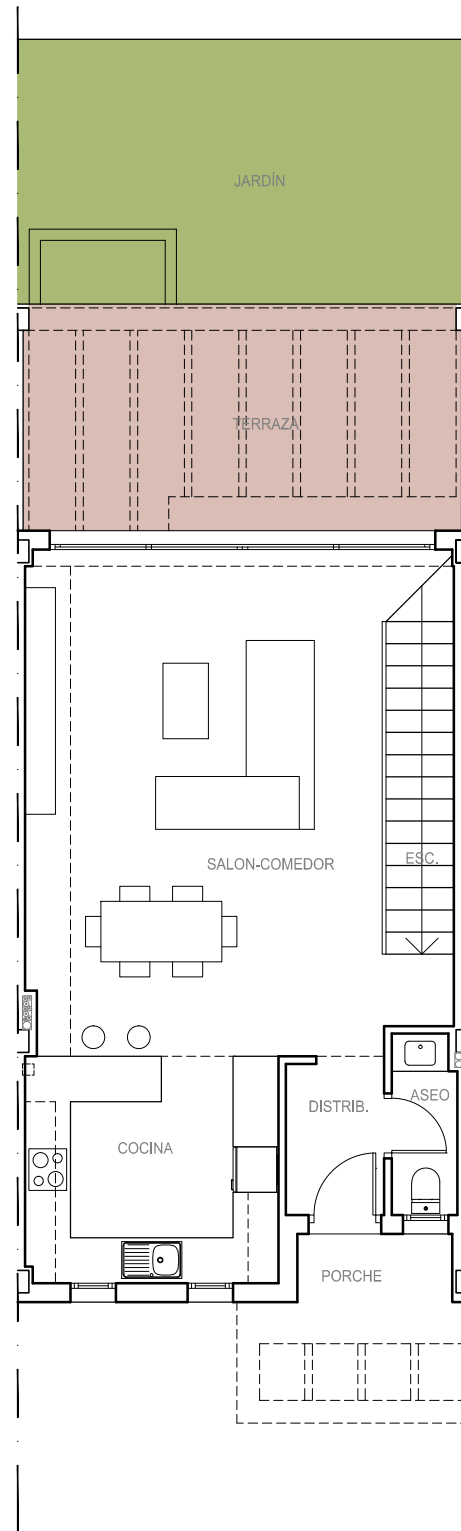 JARDÍN
TERRAZA
SALON-COMEDOR
ESC.
DISTRIB.
ASEO
COCINA
PORCHE